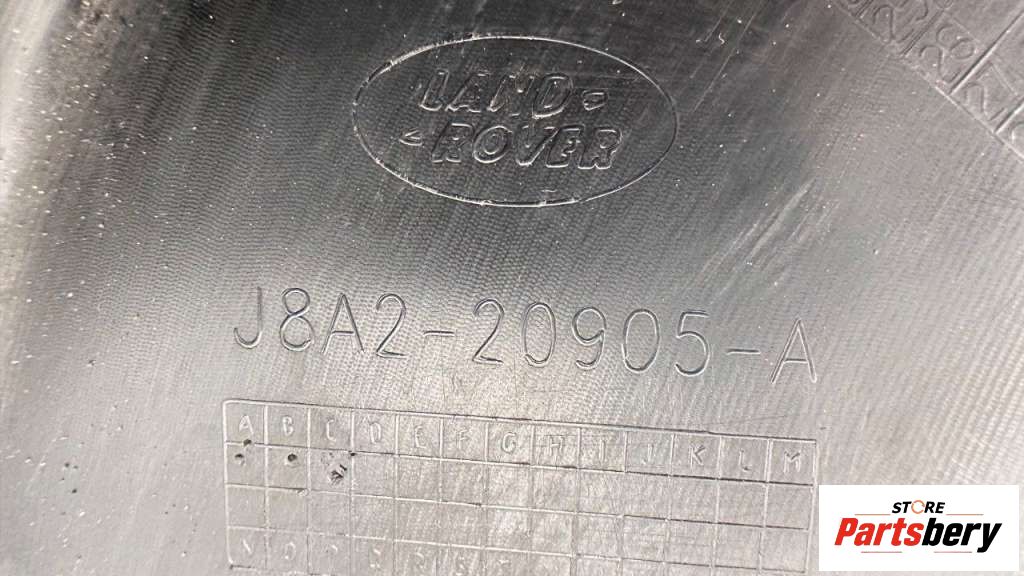 LAND-
-ROVER
J8A2-20905-A
A B C D E F G H I J K L M
STORE
Partsbery